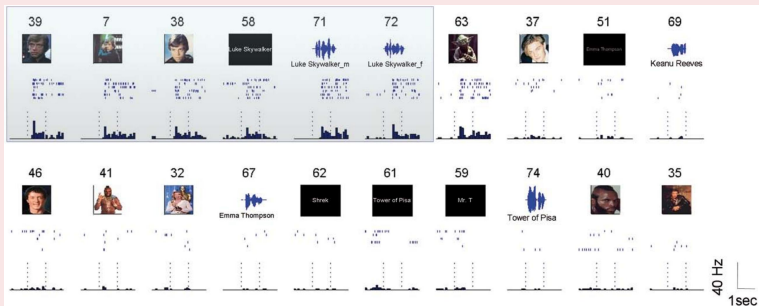 39 7 38 58 71 72 63 37 51 69
Luke Skywalker
Emma Thompson
Luke Skywalker_m Luke Skywalker_f Keanu Reeves
46 41 32 67 62 61 59 74 40 35
Shrek Tower of Pisa Mr. T
Emma Thompson Tower of Pisa
40 Hz
1sec